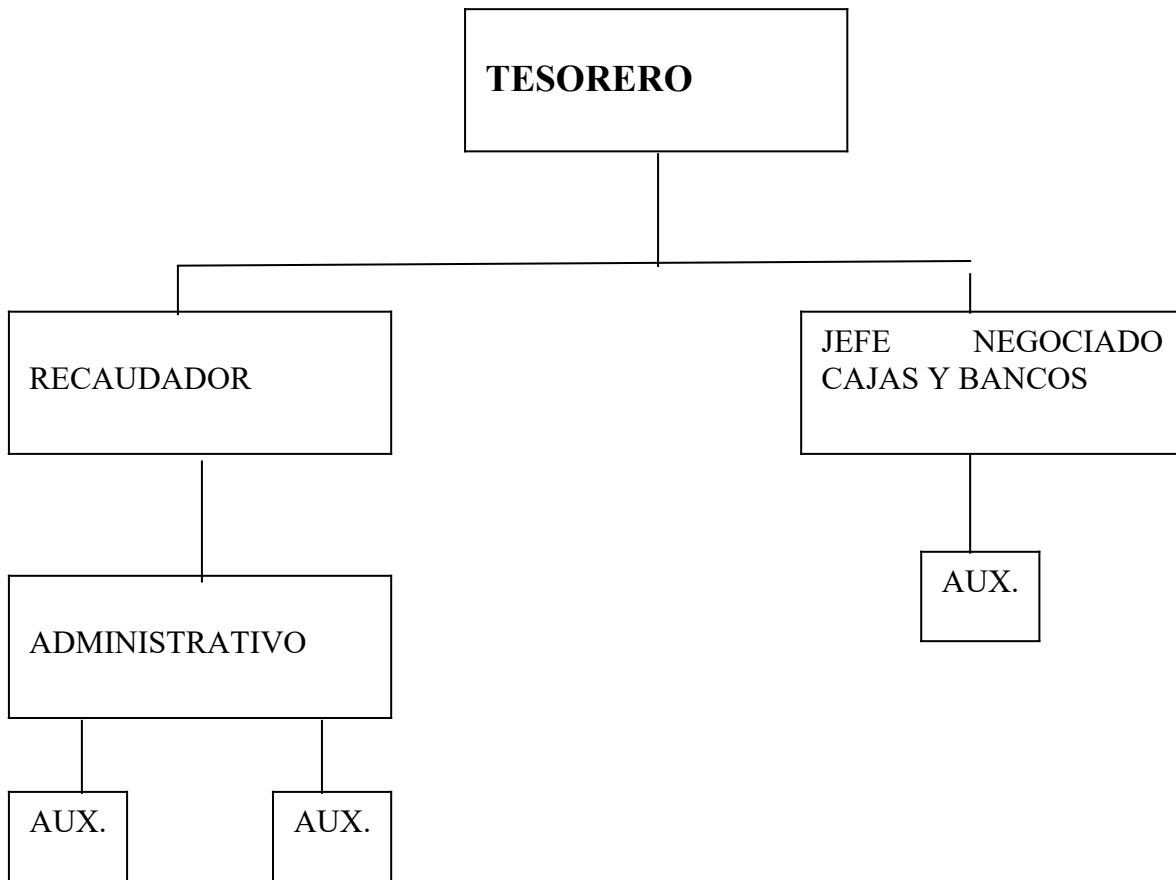 TESORERO
RECAUDADOR
JEFE NEGOCIADO
CAJAS Y BANCOS
AUX.
ADMINISTRATIVO
AUX.
AUX.